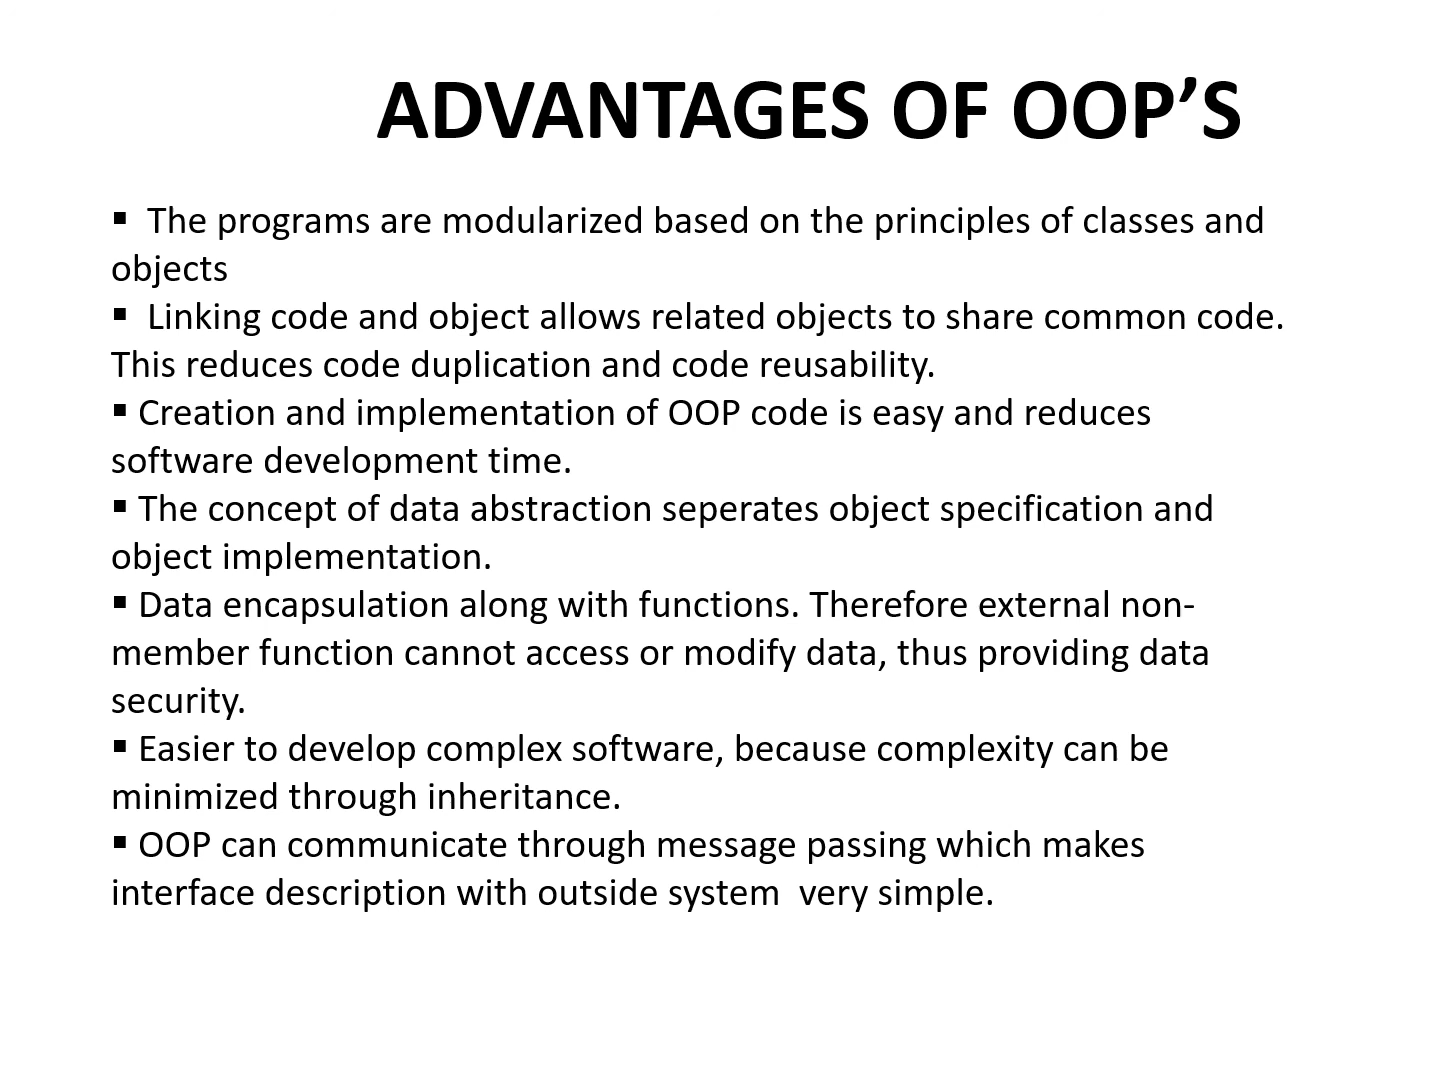 ADVANTAGES OF OOP’S
▪ The programs are modularized based on the principles of classes and
objects
▪ Linking code and object allows related objects to share common code.
This reduces code duplication and code reusability.
▪ Creation and implementation of OOP code is easy and reduces
software development time.
▪ The concept of data abstraction seperates object specification and
object implementation.
▪ Data encapsulation along with functions. Therefore external non-
member function cannot access or modify data, thus providing data
security.
▪ Easier to develop complex software, because complexity can be
minimized through inheritance.
▪ OOP can communicate through message passing which makes
interface description with outside system  very simple.